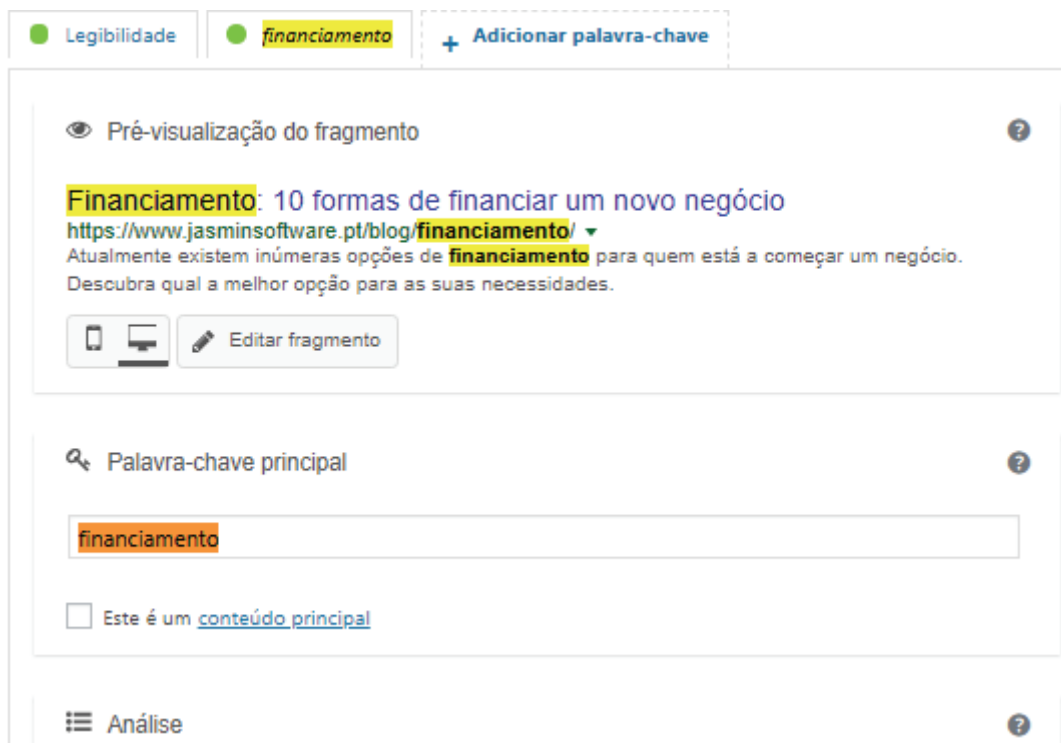 Legibilidade financiamento + Adicionar palavra-chave
Pré-visualização do fragmento
Financiamento: 10 formas de financiar um novo negócio
https://www.jasminsoftware.pt/blog/financiamento/
Atualmente existem inúmeras opções de financiamento para quem está a começar um negócio.
Descubra qual a melhor opção para as suas necessidades.
Editar fragmento
Palavra-chave principal
financiamento
Este é um conteúdo principal
Análise